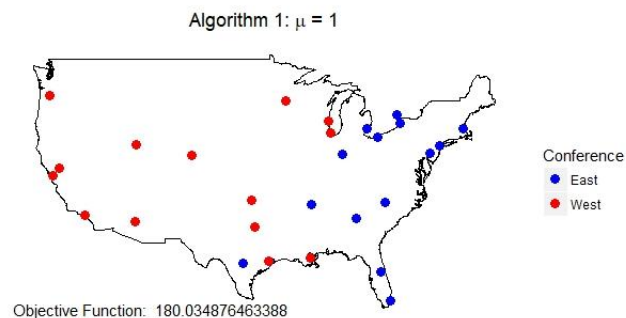 Algorithm 1: μ = 1
Conference
East
West
Objective Function: 180.034876463388